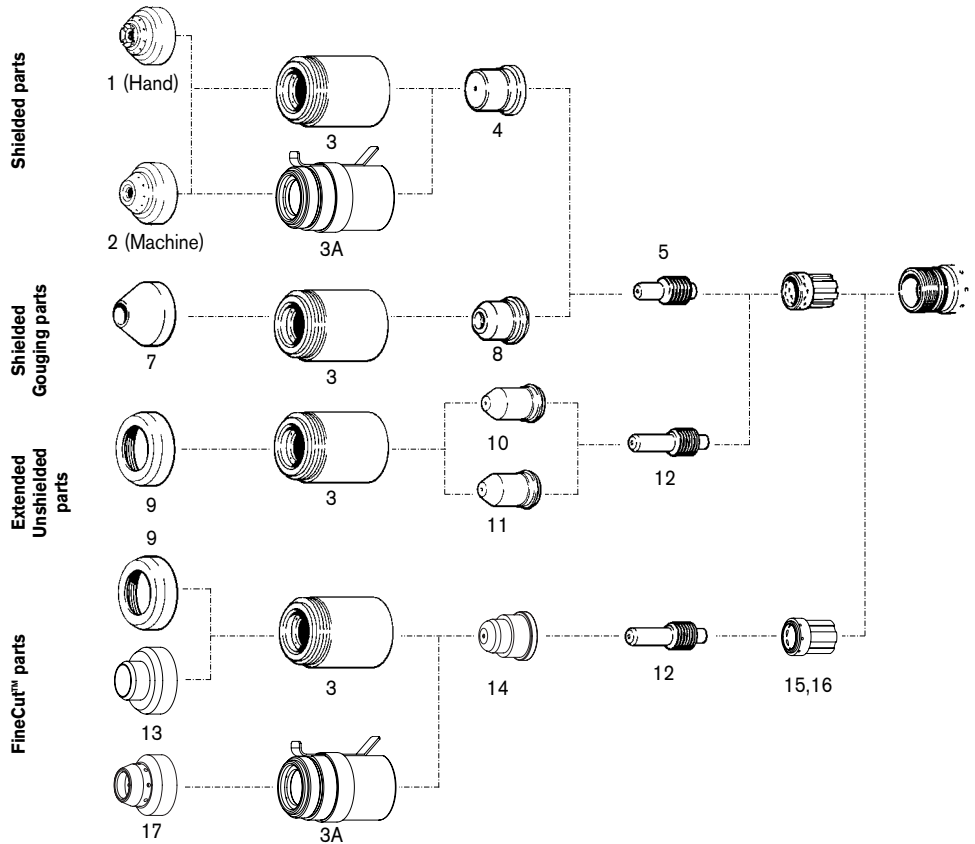 Shielded parts
1 (Hand)
3
4
2 (Machine)
3A
5
Shielded
Gouging parts
7
3
8
Extended
Unshielded
parts
9
3
10
11
12
FineCut™ parts
9
13
3
14
12
15,16
17
3A